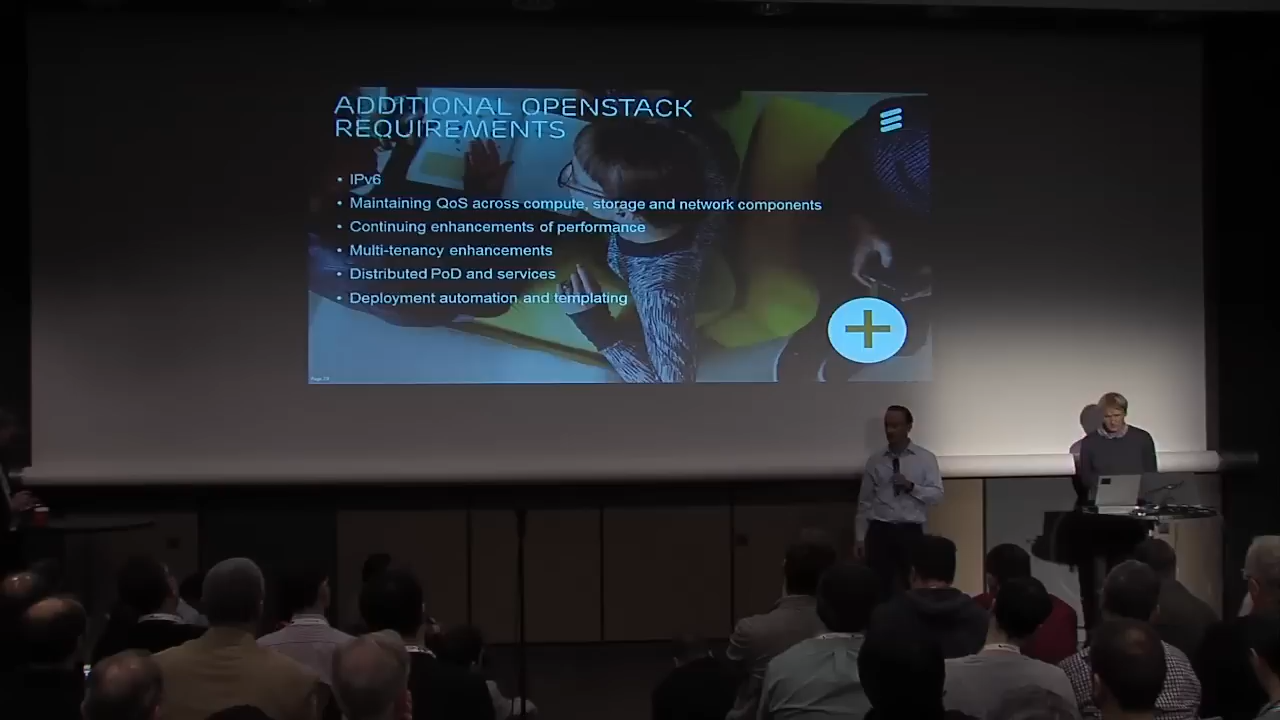 ADDITIONAL OPENSTACK
REQUIREMENTS
• IPv6
• Maintaining QoS across compute, storage and network components
• Continuing enhancements of performance
• Multi-tenancy enhancements
• Distributed PoD and services
• Deployment automation and templating